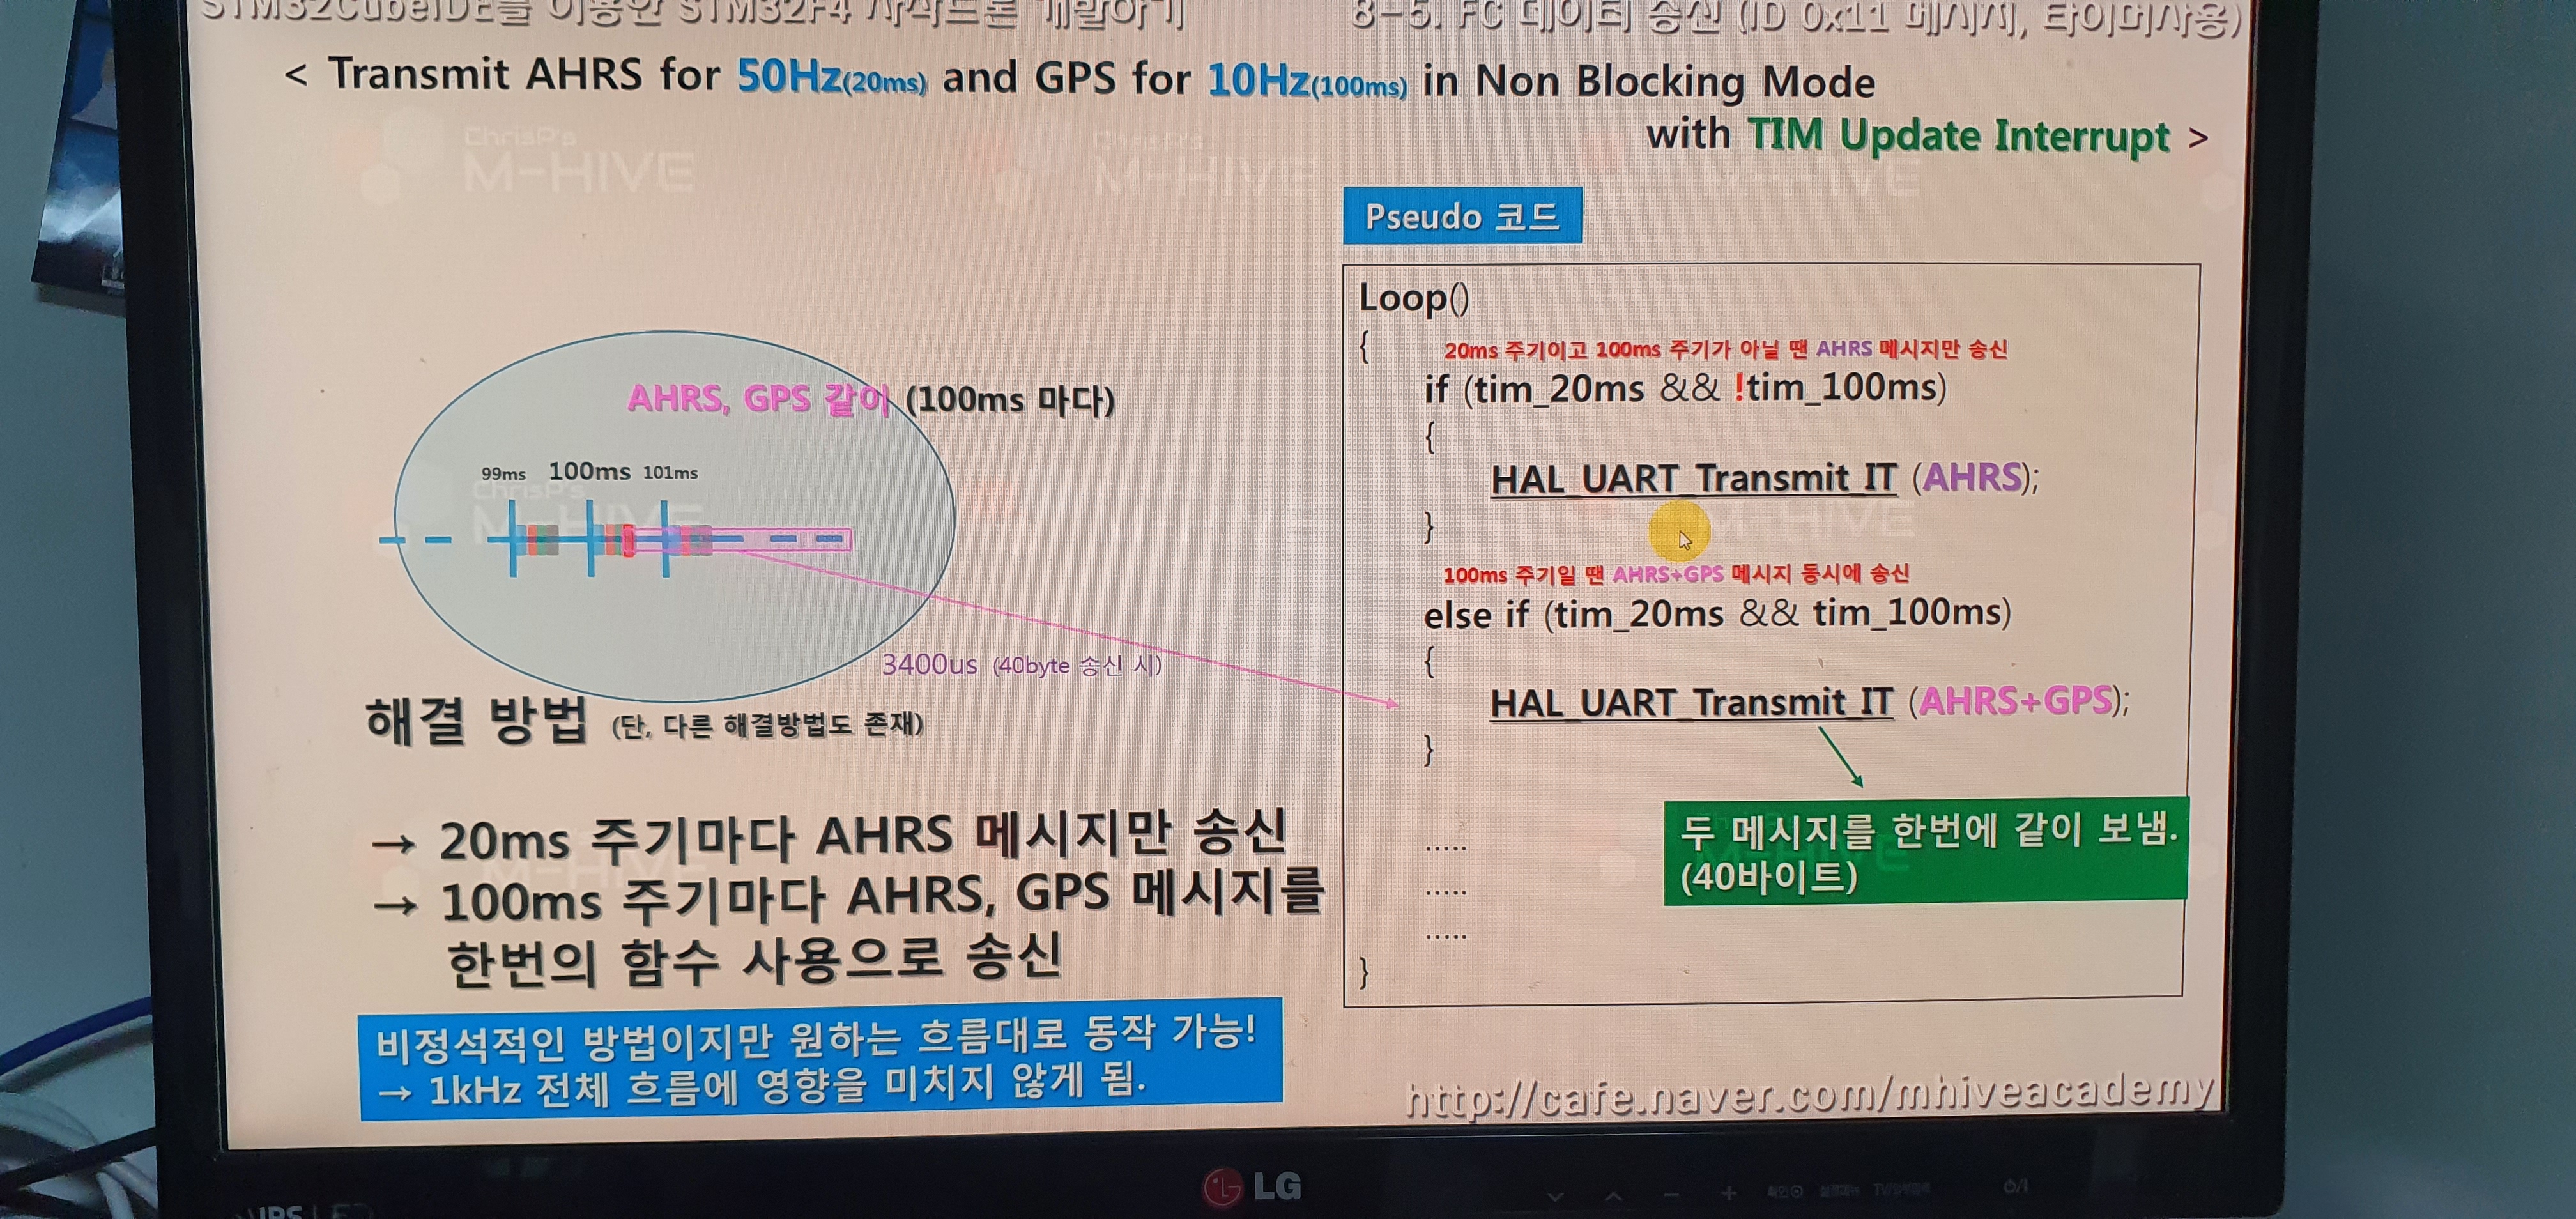 STM32CubeIDE를 이용한 STM32F4 자작드론 개발하기
8-5. FC 데이터 송신 (ID 0x11 메시지, 타이머사용)
< Transmit AHRS for 50Hz(20ms) and GPS for 10Hz(100ms) in Non Blocking Mode
with TIM Update Interrupt >
ChrisP's
M-HIVE
ChrisP's
M-HIVE
M-HIVE
Pseudo 코드
Loop()
{
20ms 주기이고 100ms 주기가 아닐 땐 AHRS 메시지만 송신
if (tim_20ms && !tim_100ms)
{
HAL_UART_Transmit_IT (AHRS);
}
100ms 주기일 땐 AHRS+GPS 메시지 동시에 송신
else if (tim_20ms && tim_100ms)
{
HAL_UART_Transmit_IT (AHRS+GPS);
}
.....
.....
.....
}
두 메시지를 한번에 같이 보냄.
(40바이트)
AHRS, GPS 같이 (100ms 마다)
99ms 100ms 101ms
ChrisP's
M-HIVE
ChrisP's
M-HIVE
M-HIVE
3400us (40byte 송신 시)
해결 방법 (단, 다른 해결방법도 존재)
→ 20ms 주기마다 AHRS 메시지만 송신
→ 100ms 주기마다 AHRS, GPS 메시지를
한번의 함수 사용으로 송신
비정석적인 방법이지만 원하는 흐름대로 동작 가능!
→ 1kHz 전체 흐름에 영향을 미치지 않게 됨.
http://cafe.naver.com/mhiveacademy
LG